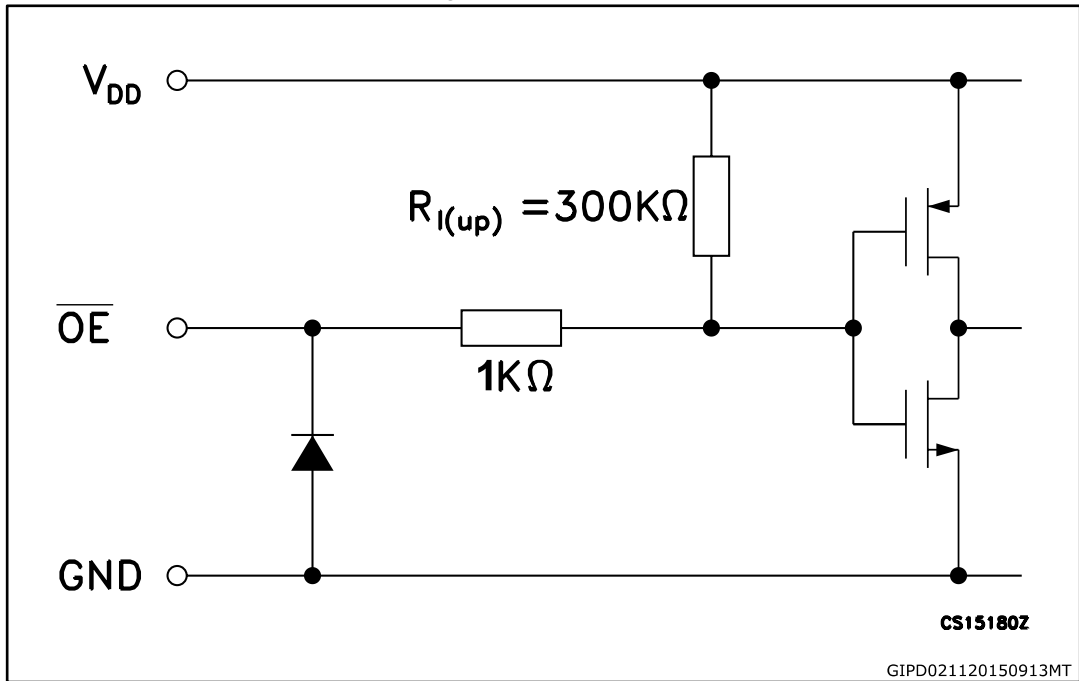 VDD
RI(up) =300KΩ
OE
1KΩ
GND
CS15180Z
GIPD021120150913MT